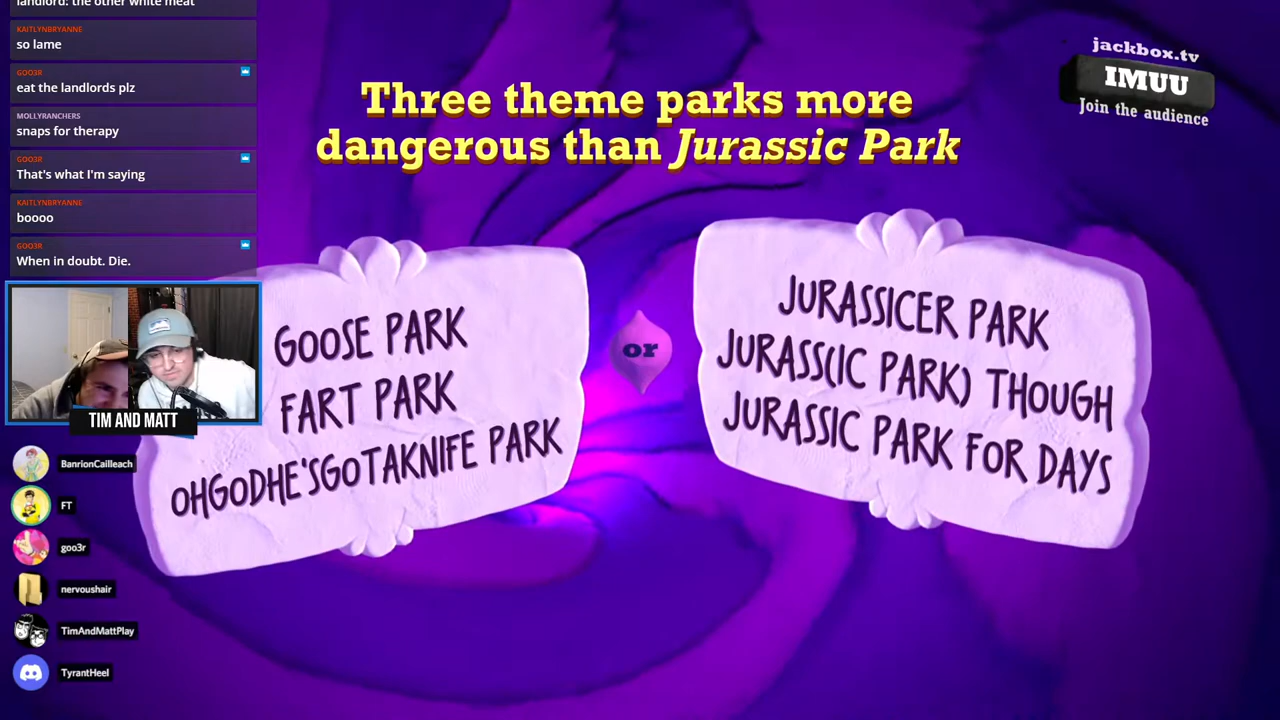 landlord: the other white meat
KAITLYNBRYANNE
so lame
GOO3R
eat the landlords plz
MOLLYRANCHERS
snaps for therapy
GOO3R
That's what I'm saying
KAITLYNBRYANNE
boooo
GOO3R
When in doubt. Die.
TIM AND MATT
BanrionCailleach
FT
goo3r
nervoushair
TimAndMattPlay
TyrantHeel
Three theme parks more
dangerous than Jurassic Park
jackbox.tv
IMUU
Join the audience
GOOSE PARK
FART PARK
OHGODHE'SGOTAKNIFE PARK
or
JURASSICER PARK
JURASS(IC PARK) THOUGH
JURASSIC PARK FOR DAYS